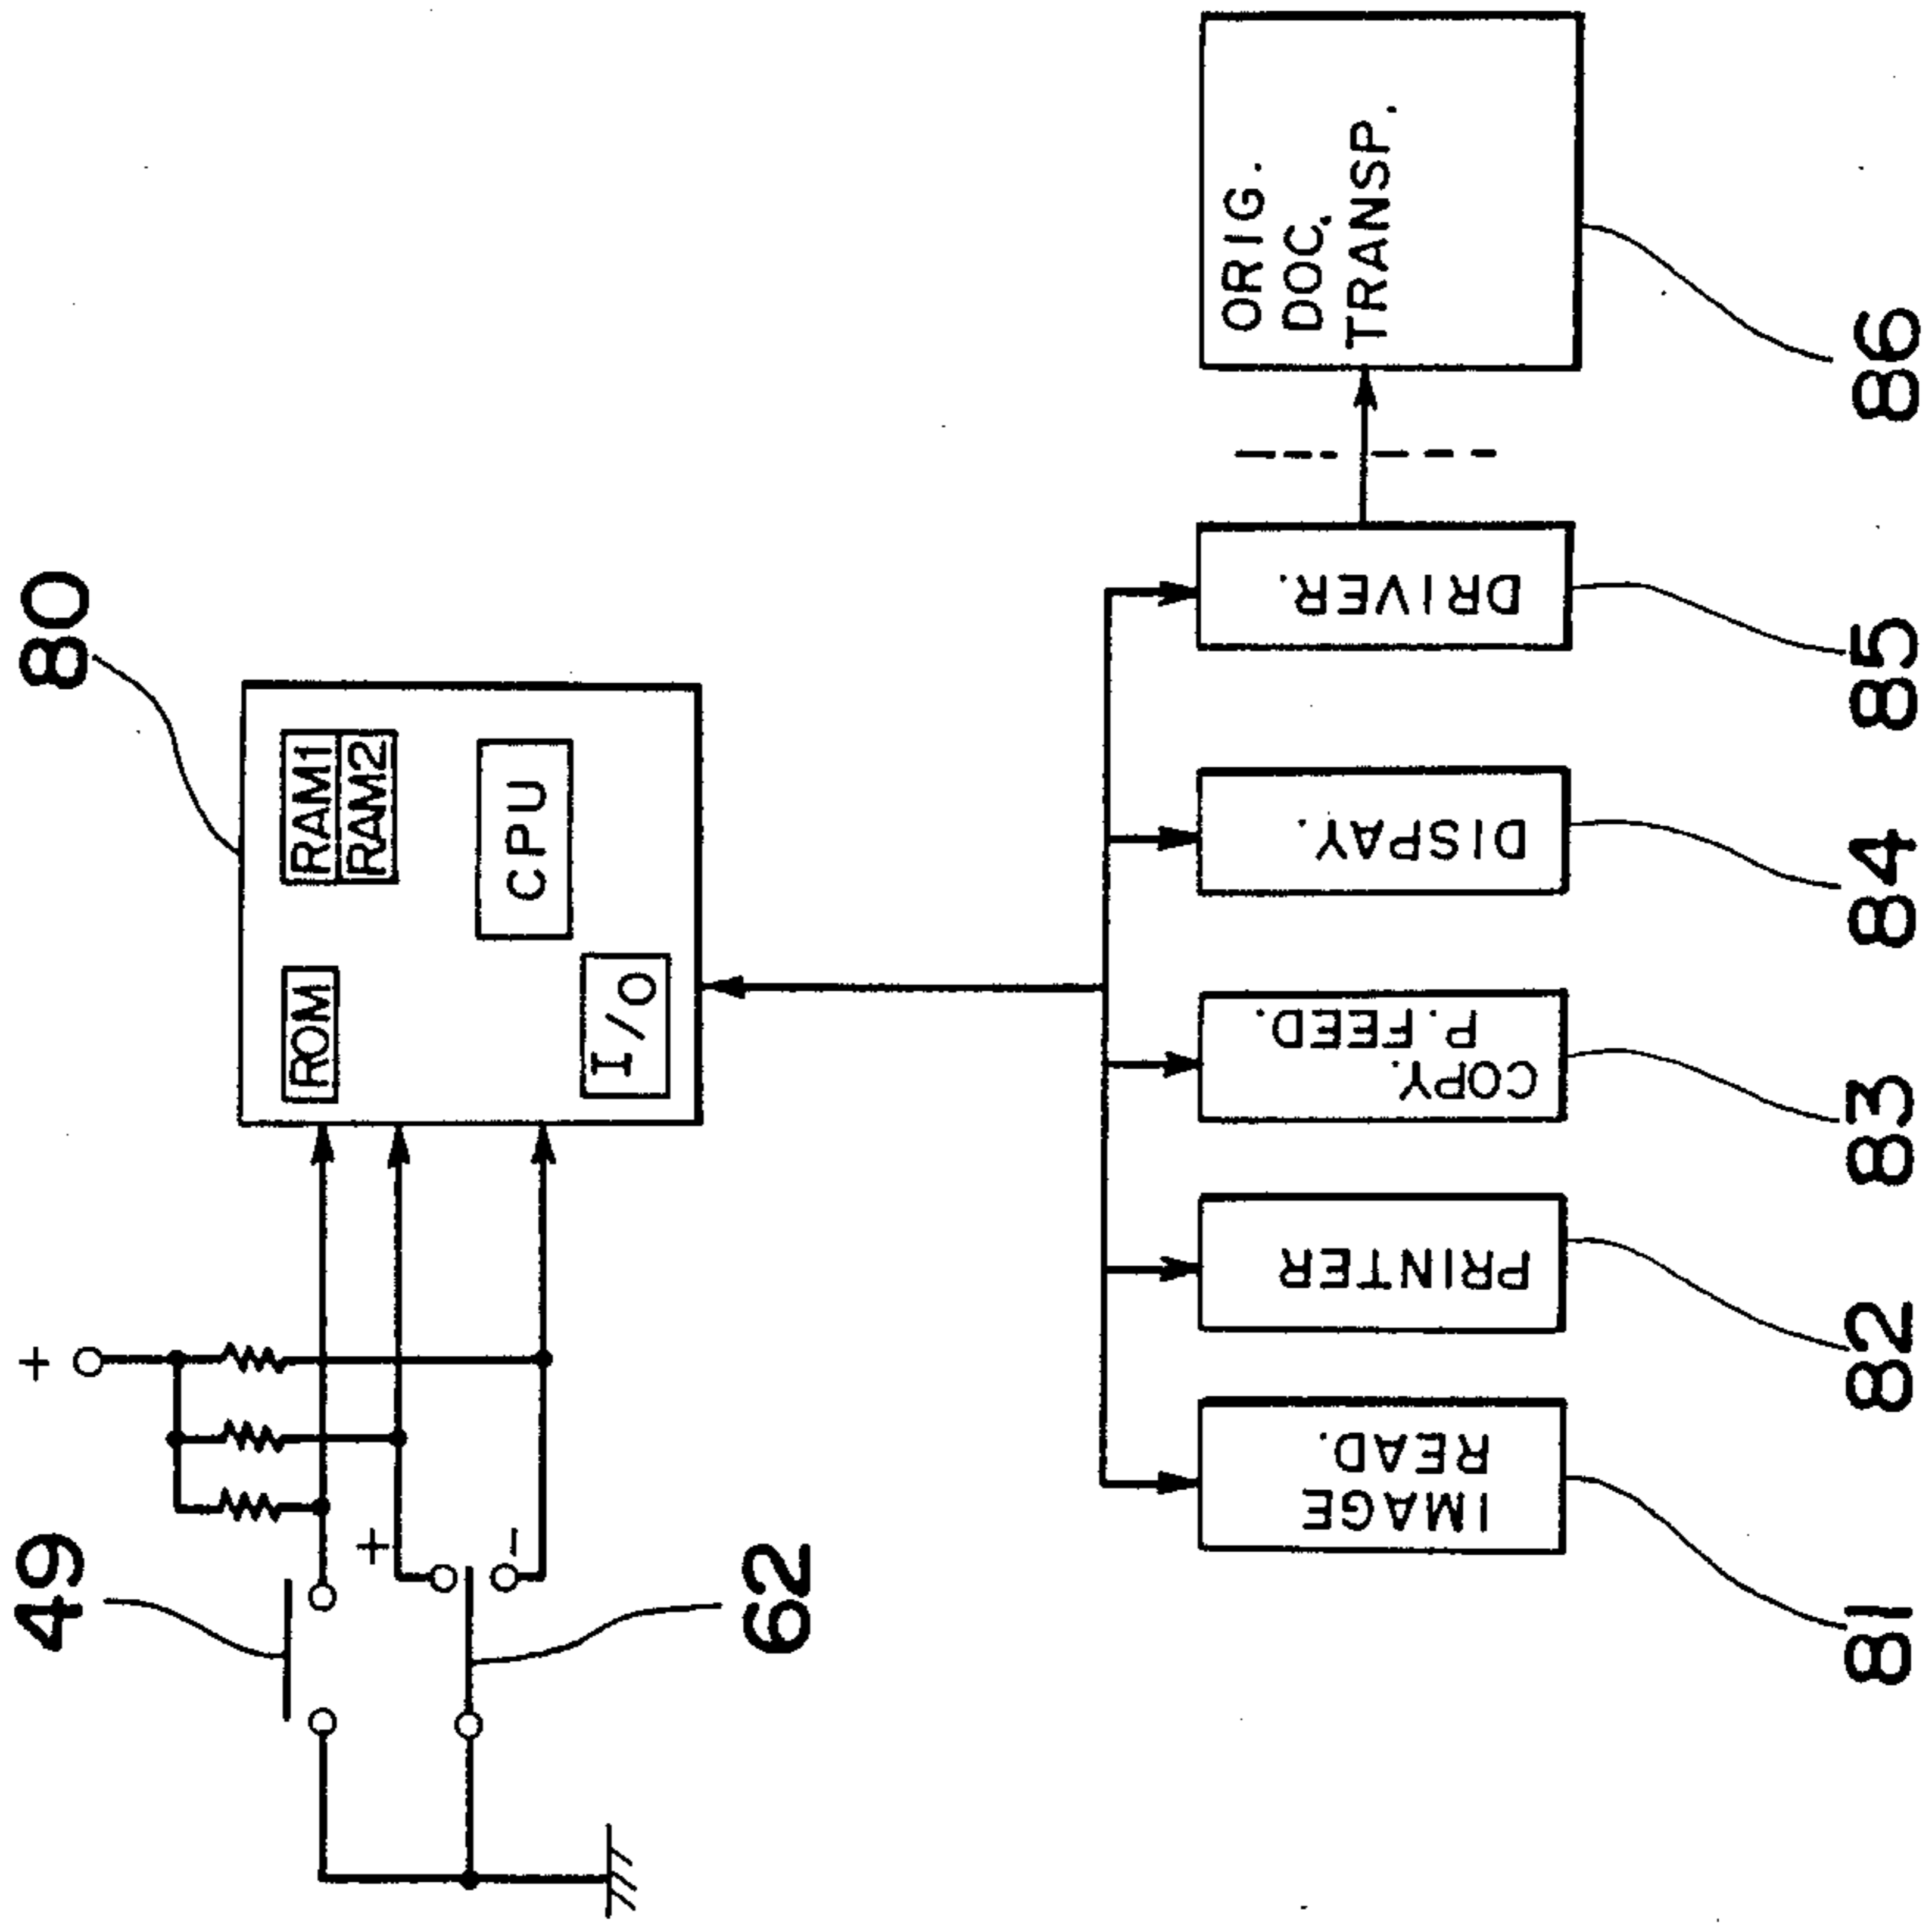 49
+
80
ROM
RAM1
RAM2
CPU
I/O
+
-
62
IMAGE
READ.
PRINTER
COPY.
P. FEED.
DISPAY.
DRIVER.
ORIG.
DOC.
TRANSP.
81
82
83
84
85
86